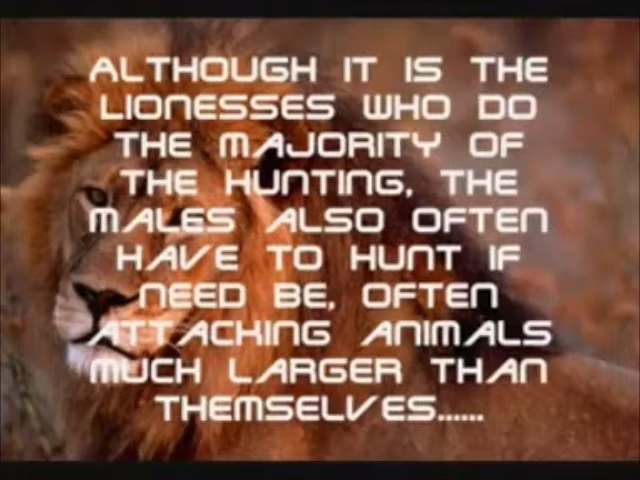 ALTHOUGH IT IS THE
LIONESSES WHO DO
THE MAJORITY OF
THE HUNTING, THE
MALES ALSO OFTEN
HAVE TO HUNT IF
NEED BE, OFTEN
ATTACKING ANIMALS
MUCH LARGER THAN
THEMSELVES......